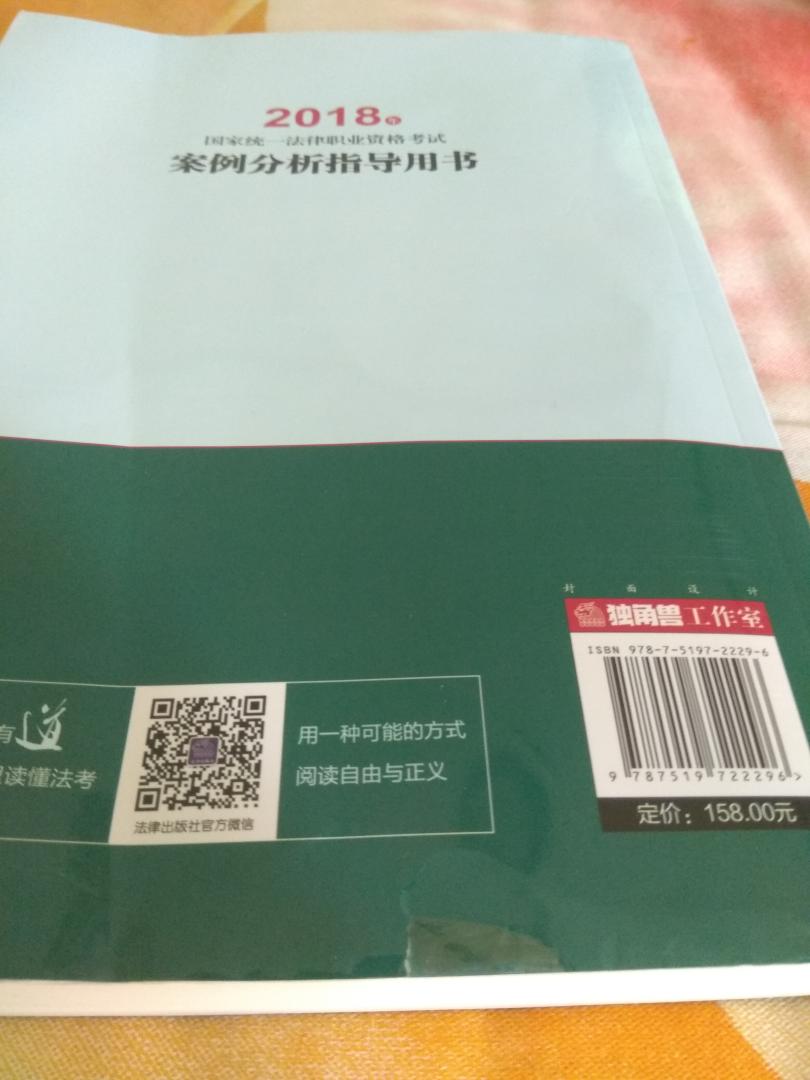 2018年
国家统一法律职业资格考试
案例分析指导用书
封面设计
独角兽工作室
ISBN 978-7-5197-2229-6
9 787519 722296 >
定价：158.00元
有道
读懂法考
法律出版社官方微信
用一种可能的方式
阅读自由与正义